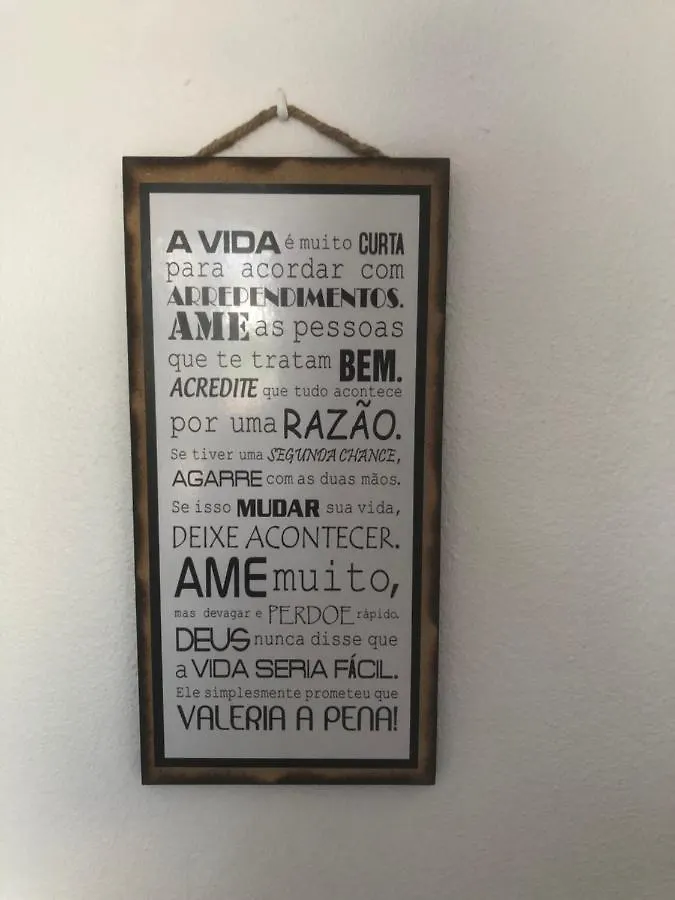 A VIDA é muito CURTA
para acordar com
ARREPENDIMENTOS.
AME as pessoas
que te tratam BEM.
ACREDITE que tudo acontece
por uma RAZÃO.
Se tiver uma SEGUNDA CHANCE,
AGARRE com as duas mãos.
Se isso MUDAR sua vida,
DEIXE ACONTECER.
AME muito,
mas devagar e PERDOE rápido.
DEUS nunca disse que
a VIDA SERIA FÁCIL.
Ele simplesmente prometeu que
VALERIA A PENA!